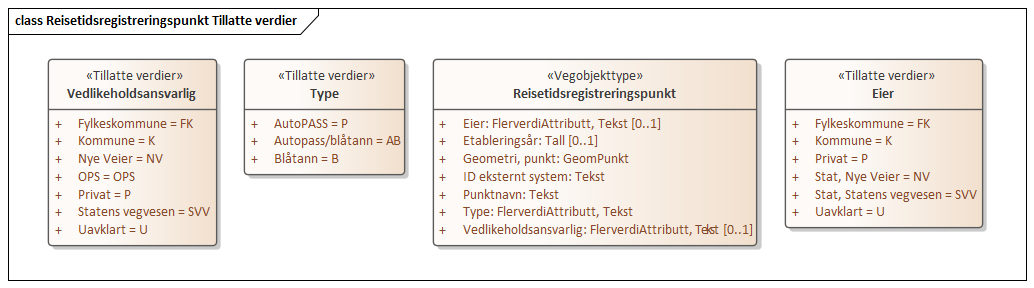 class Reisetidsregistreringspunkt Tillatte verdier
«Tillatte verdier»
Vedlikeholdsansvarlig
+ Fylkeskommune = FK
+ Kommune = K
+ Nye Veier = NV
+ OPS = OPS
+ Privat = P
+ Statens vegvesen = SVV
+ Uavklart = U
«Tillatte verdier»
Type
+ AutoPASS = P
+ Autopass/blåtann = AB
+ Blåtann = B
«Vegobjekttype»
Reisetidsregistreringspunkt
+ Eier: FlerverdiAttributt, Tekst [0..1]
+ Etableringsår: Tall [0..1]
+ Geometri, punkt: GeomPunkt
+ ID eksternt system: Tekst
+ Punktnavn: Tekst
+ Type: FlerverdiAttributt, Tekst
+ Vedlikeholdsansvarlig: FlerverdiAttributt, Tekst [0..1]
«Tillatte verdier»
Eier
+ Fylkeskommune = FK
+ Kommune = K
+ Privat = P
+ Stat, Nye Veier = NV
+ Stat, Statens vegvesen = SVV
+ Uavklart = U